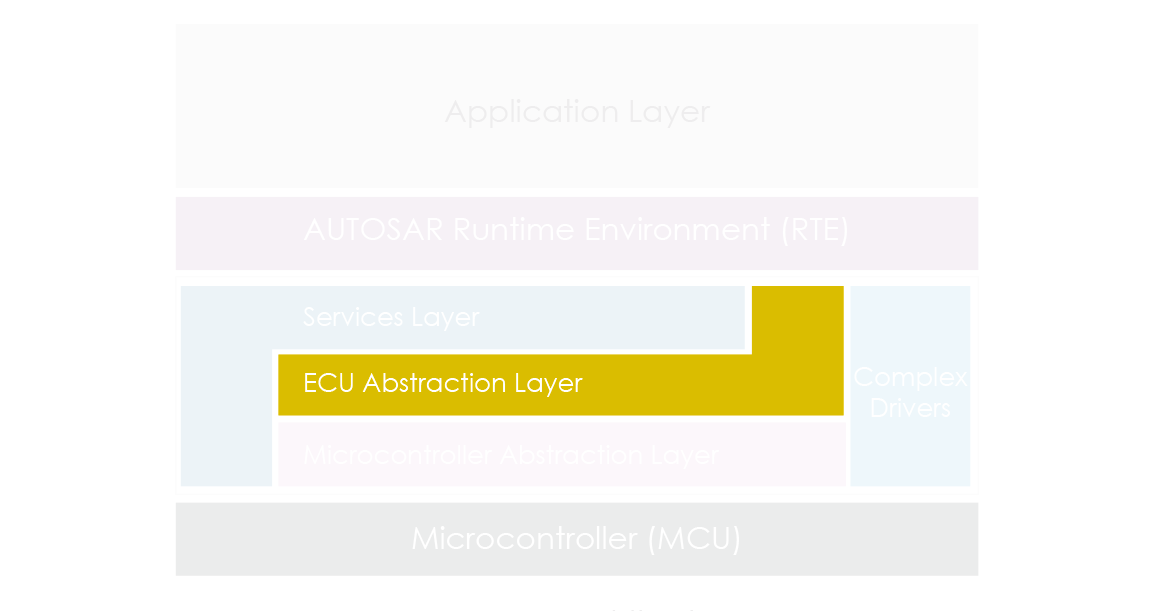 Application Layer
AUTOSAR Runtime Environment (RTE)
Services Layer
ECU Abstraction Layer
Complex
Drivers
Microcontroller Abstraction Layer
Microcontroller (MCU)